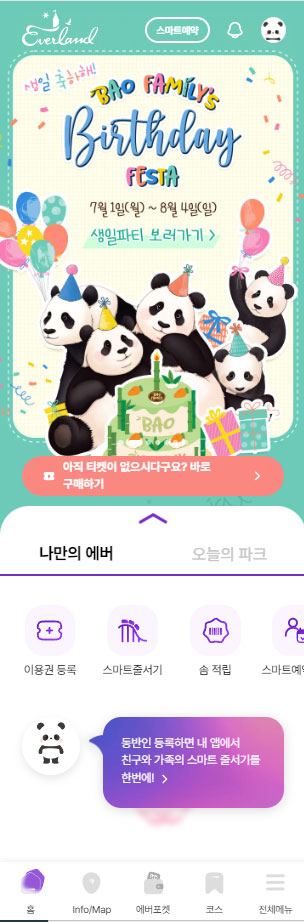 Everland
스마트예약
생일 축하해!
BAO FAMILY'S
Birthday
FESTA
7월 1일(월) ~ 8월 4일(일)
생일파티 보러가기 >
BAO
아직 티켓이 없으시다구요? 바로
구매하기
나만의 에버
오늘의 파크
이용권 등록
스마트줄서기
솜 적립
스마트예
동반인 등록하면 내 앱에서
친구와 가족의 스마트 줄서기를
한번에! >
홈
Info/Map
에버포켓
코스
전체메뉴